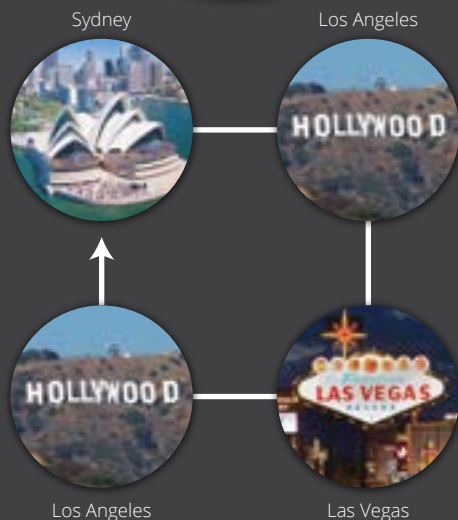 Sydney
Los Angeles
HOLLYWOOD
HOLLYWOOD
LAS VEGAS
Los Angeles
Las Vegas